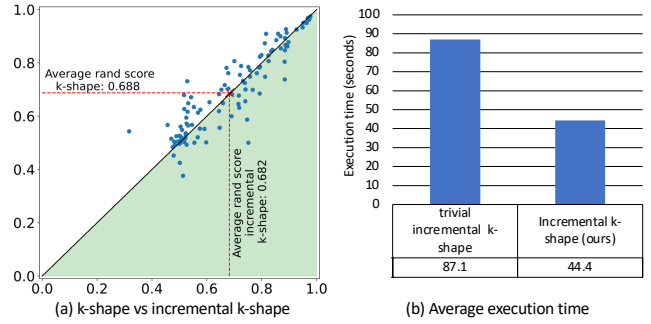 1.0
0.8
0.6
0.4
0.2
0.0
0.0
0.2
0.4
0.6
0.8
1.0
Average rand score
k-shape: 0.688
Average rand score
incremental
k-shape: 0.682
(a) k-shape vs incremental k-shape
Execution time (seconds)
90
80
70
60
50
40
30
20
10
0
trivial
incremental k-
shape
Incremental k-
shape (ours)
87.1
44.4
(b) Average execution time